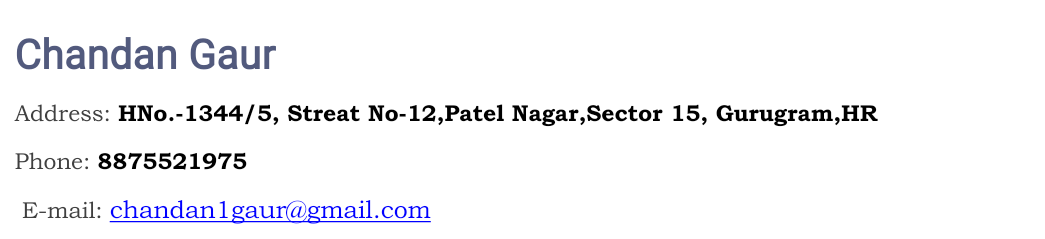 Chandan Gaur
Address: HNo.-1344/5, Streat No-12,Patel Nagar,Sector 15, Gurugram,HR
Phone: 8875521975
E-mail: chandan1gaur@gmail.com